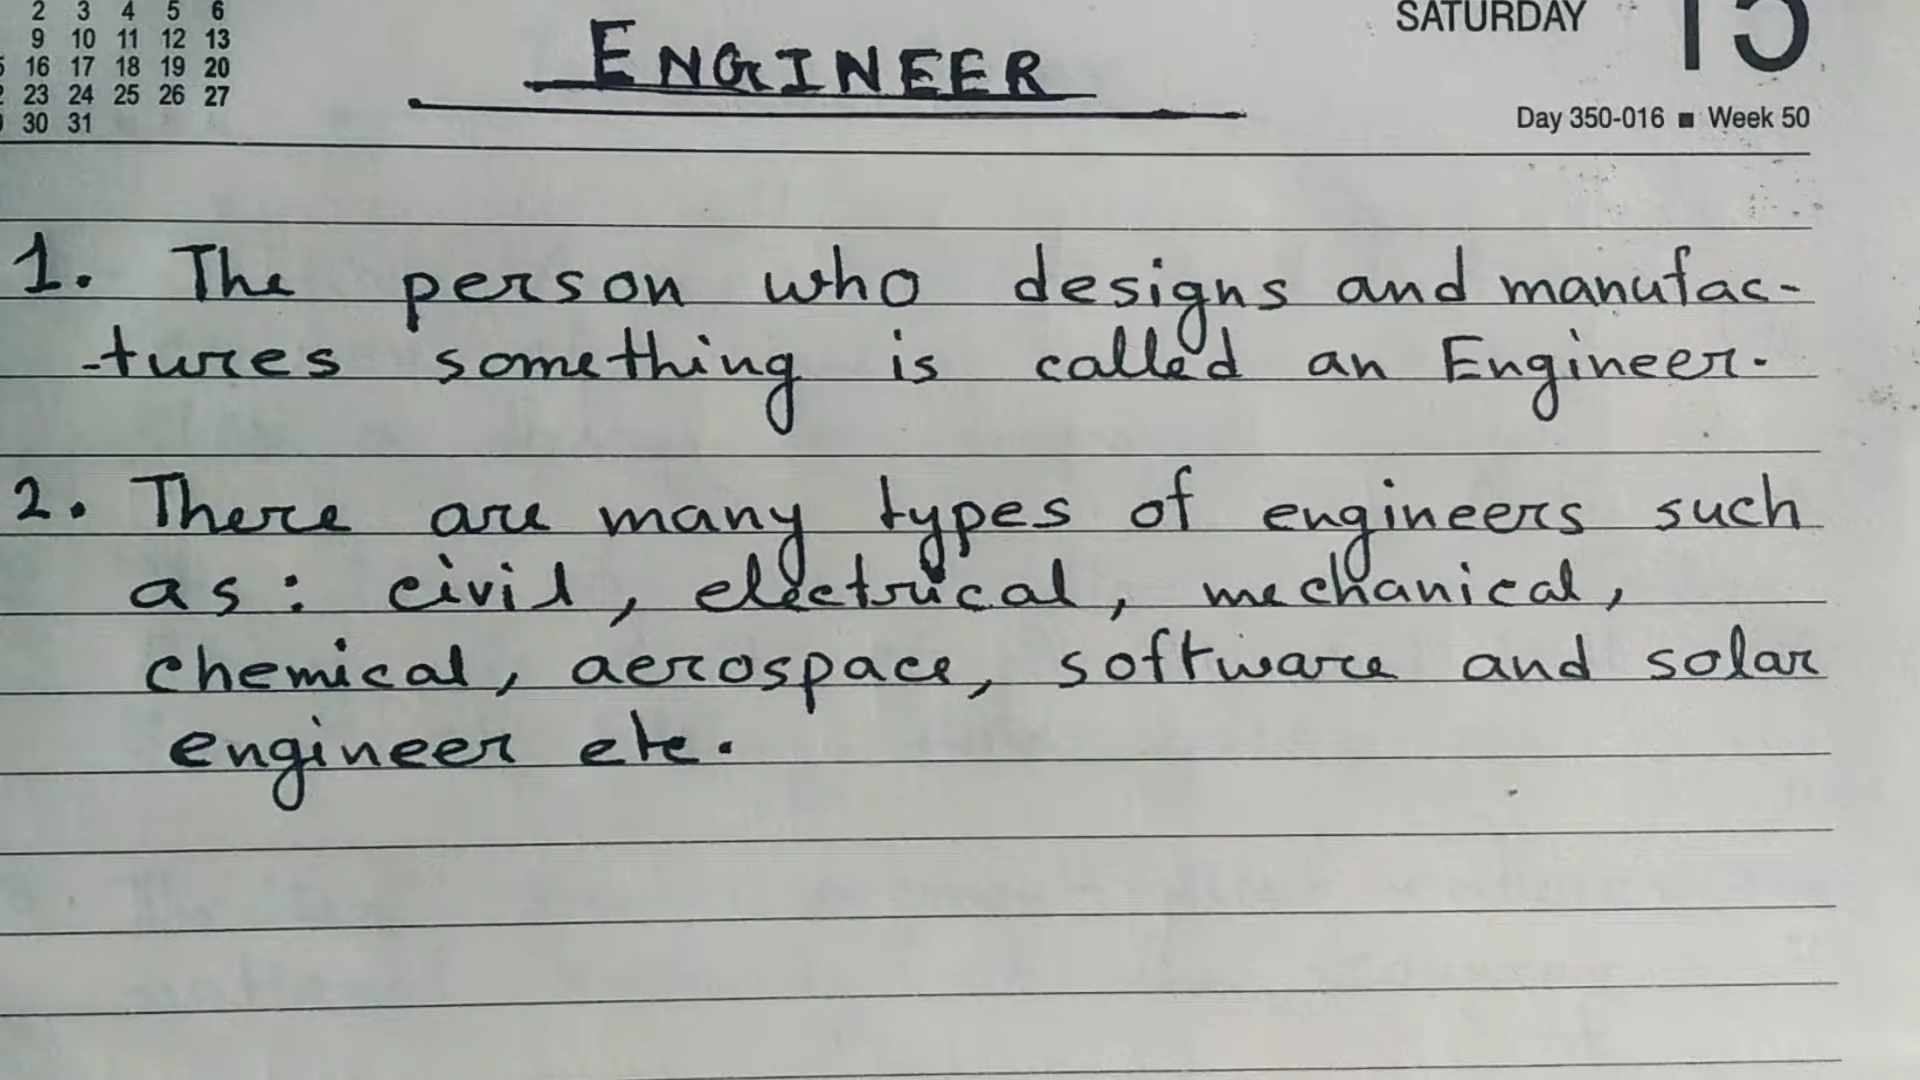 2 3 4 5 6
9 10 11 12 13
16 17 18 19 20
23 24 25 26 27
30 31
ENGINEER
SATURDAY 15
Day 350-016 ■ Week 50
1. The person who designs and manufac-
-tures something is called an Engineer.
2. There are many types of engineers such
as: civil, electrical, mechanical,
chemical, aerospace, software and solar
engineer etc.